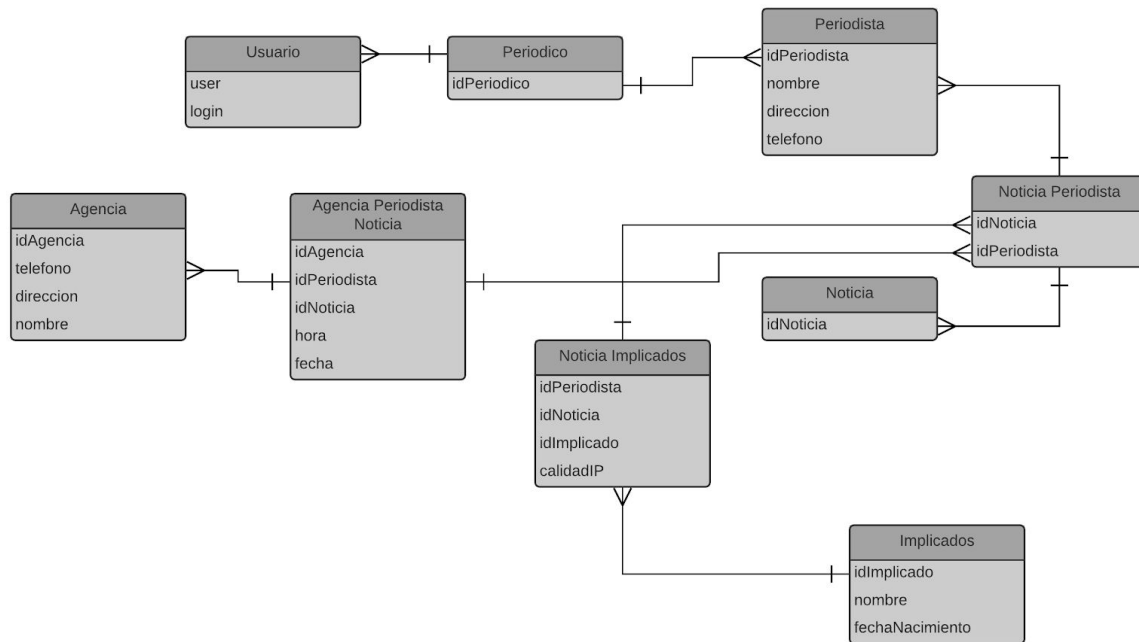 Usuario
user
login
Periodico
idPeriodico
Periodista
idPeriodista
nombre
direccion
telefono
Agencia
idAgencia
telefono
direccion
nombre
Agencia Periodista
Noticia
idAgencia
idPeriodista
idNoticia
hora
fecha
Noticia Periodista
idNoticia
idPeriodista
Noticia
idNoticia
Noticia Implicados
idPeriodista
idNoticia
idImplicado
calidadIP
Implicados
idImplicado
nombre
fechaNacimiento